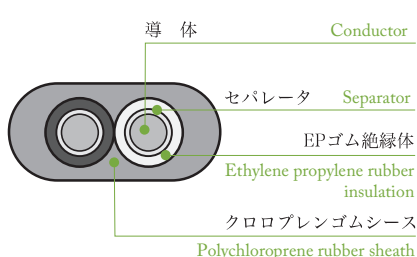 導 体
Conductor
セパレータ Separator
EPゴム絶縁体
Ethylene propylene rubber
insulation
クロロプレンゴムシース
Polychloroprene rubber sheath